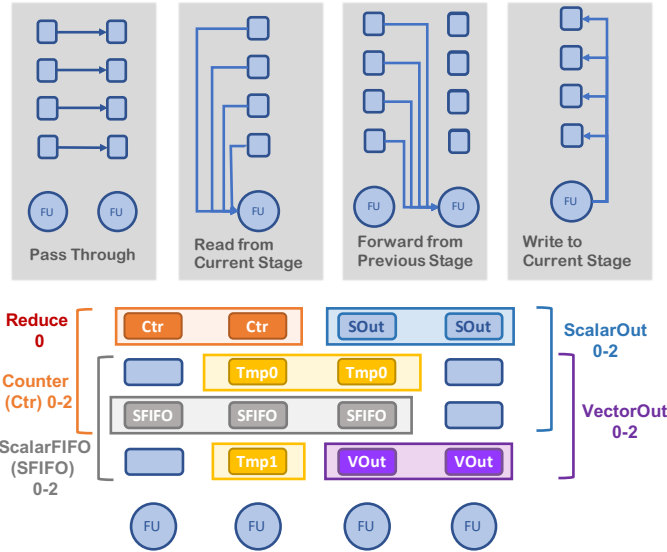 FU
FU
FU
FU
FU
FU
Pass Through
Read from
Current Stage
Forward from
Previous Stage
Write to
Current Stage
Reduce
0
Ctr
Ctr
SOut
SOut
ScalarOut
0-2
Counter
(Ctr) 0-2
Tmp0
Tmp0
SFIFO
SFIFO
SFIFO
VectorOut
0-2
ScalarFIFO
(SFIFO)
0-2
Tmp1
VOut
VOut
FU
FU
FU
FU